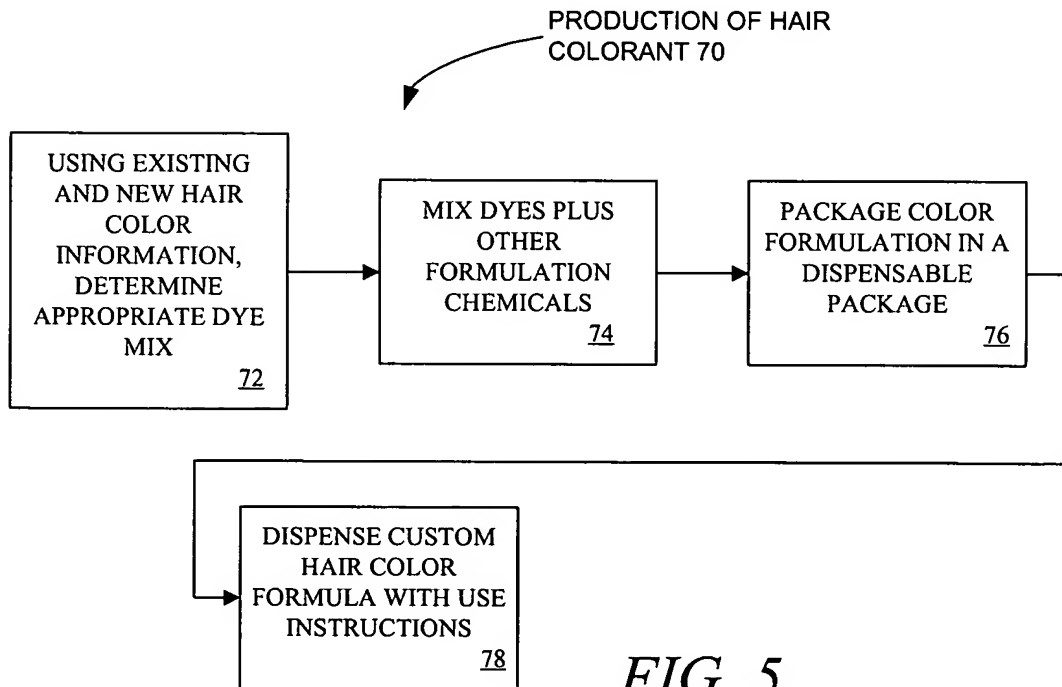 PRODUCTION OF HAIR
COLORANT 70
USING EXISTING
AND NEW HAIR
COLOR
INFORMATION,
DETERMINE
APPROPRIATE DYE
MIX
72
MIX DYES PLUS
OTHER
FORMULATION
CHEMICALS
74
PACKAGE COLOR
FORMULATION IN A
DISPENSABLE
PACKAGE
76
DISPENSE CUSTOM
HAIR COLOR
FORMULA WITH USE
INSTRUCTIONS
78
FIG. 5